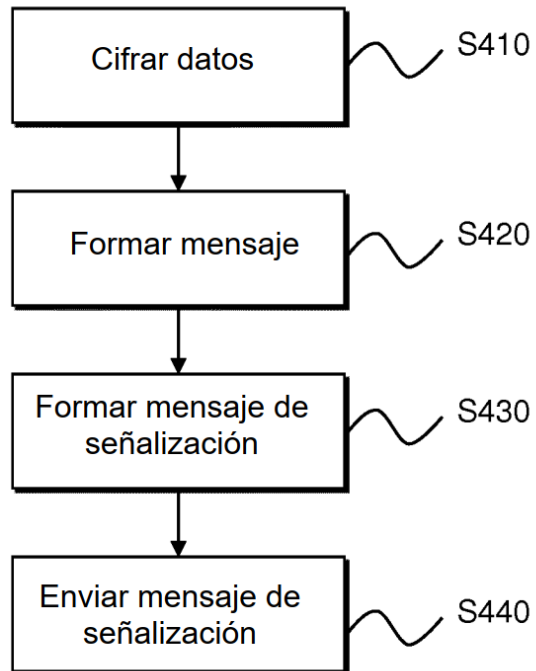 Cifrar datos
S410
Formar mensaje
S420
Formar mensaje de
señalización
S430
Enviar mensaje de
señalización
S440